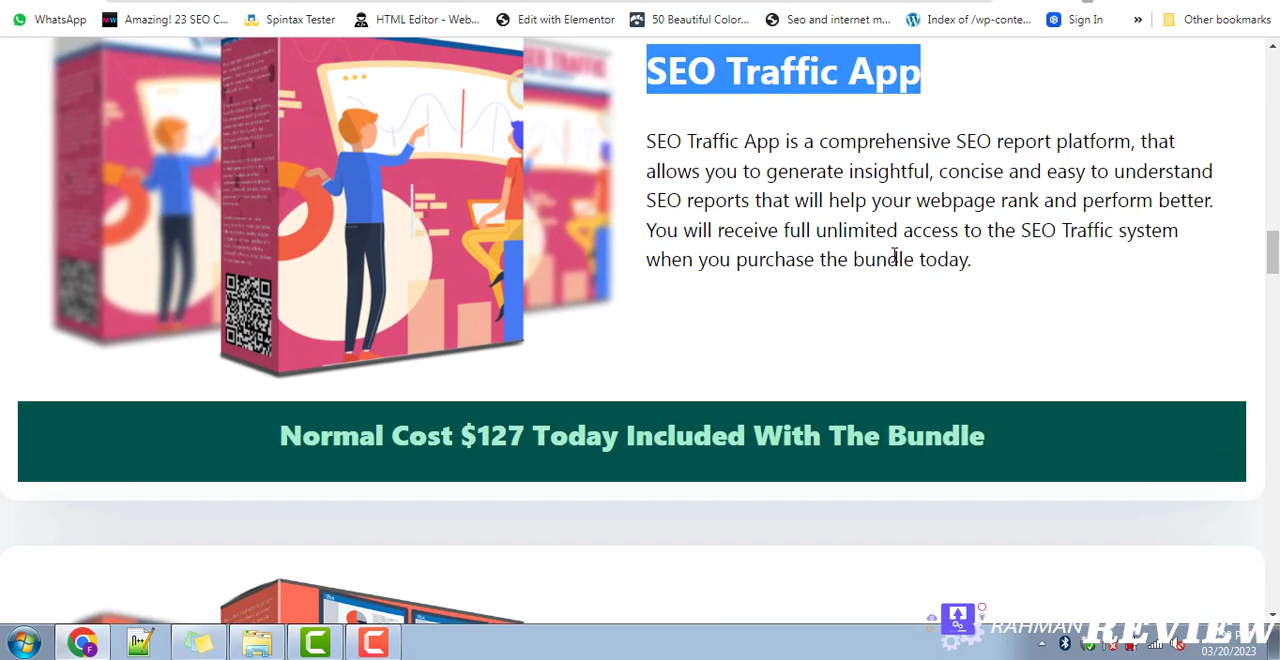 WhatsApp Amazing! 23 SEO C... Spintax Tester HTML Editor - Web... Edit with Elementor 50 Beautiful Color... Seo and internet m... Index of /wp-conte... Sign In » Other bookmarks
SEO Traffic App
SEO Traffic App is a comprehensive SEO report platform, that
allows you to generate insightful, concise and easy to understand
SEO reports that will help your webpage rank and perform better.
You will receive full unlimited access to the SEO Traffic system
when you purchase the bundle today.
Normal Cost $127 Today Included With The Bundle
RAHMAN REVIEW
03/20/2023